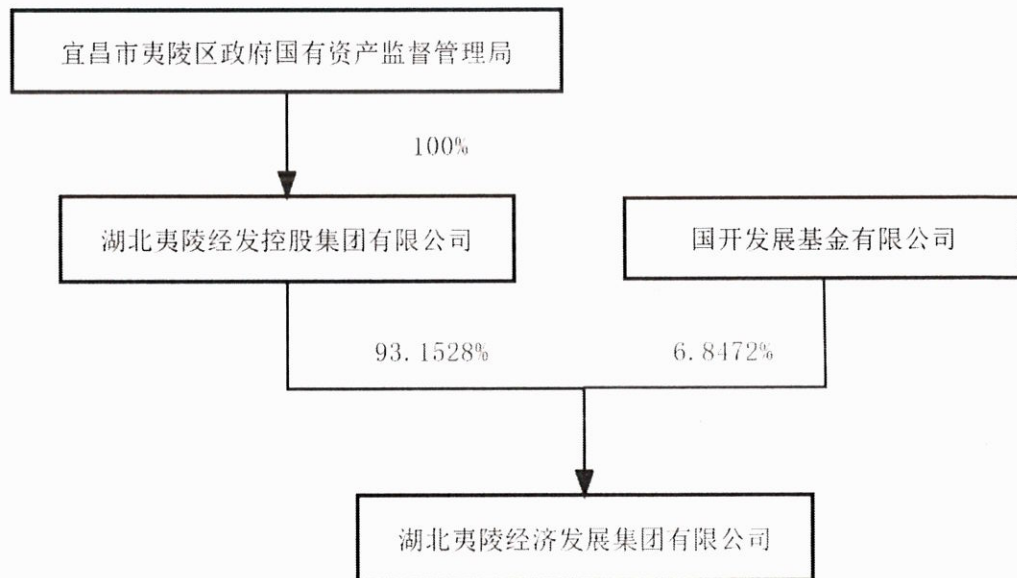 宜昌市夷陵区政府国有资产监督管理局
100%
湖北夷陵经发控股集团有限公司
国开发展基金有限公司
93.1528%
6.8472%
湖北夷陵经济发展集团有限公司